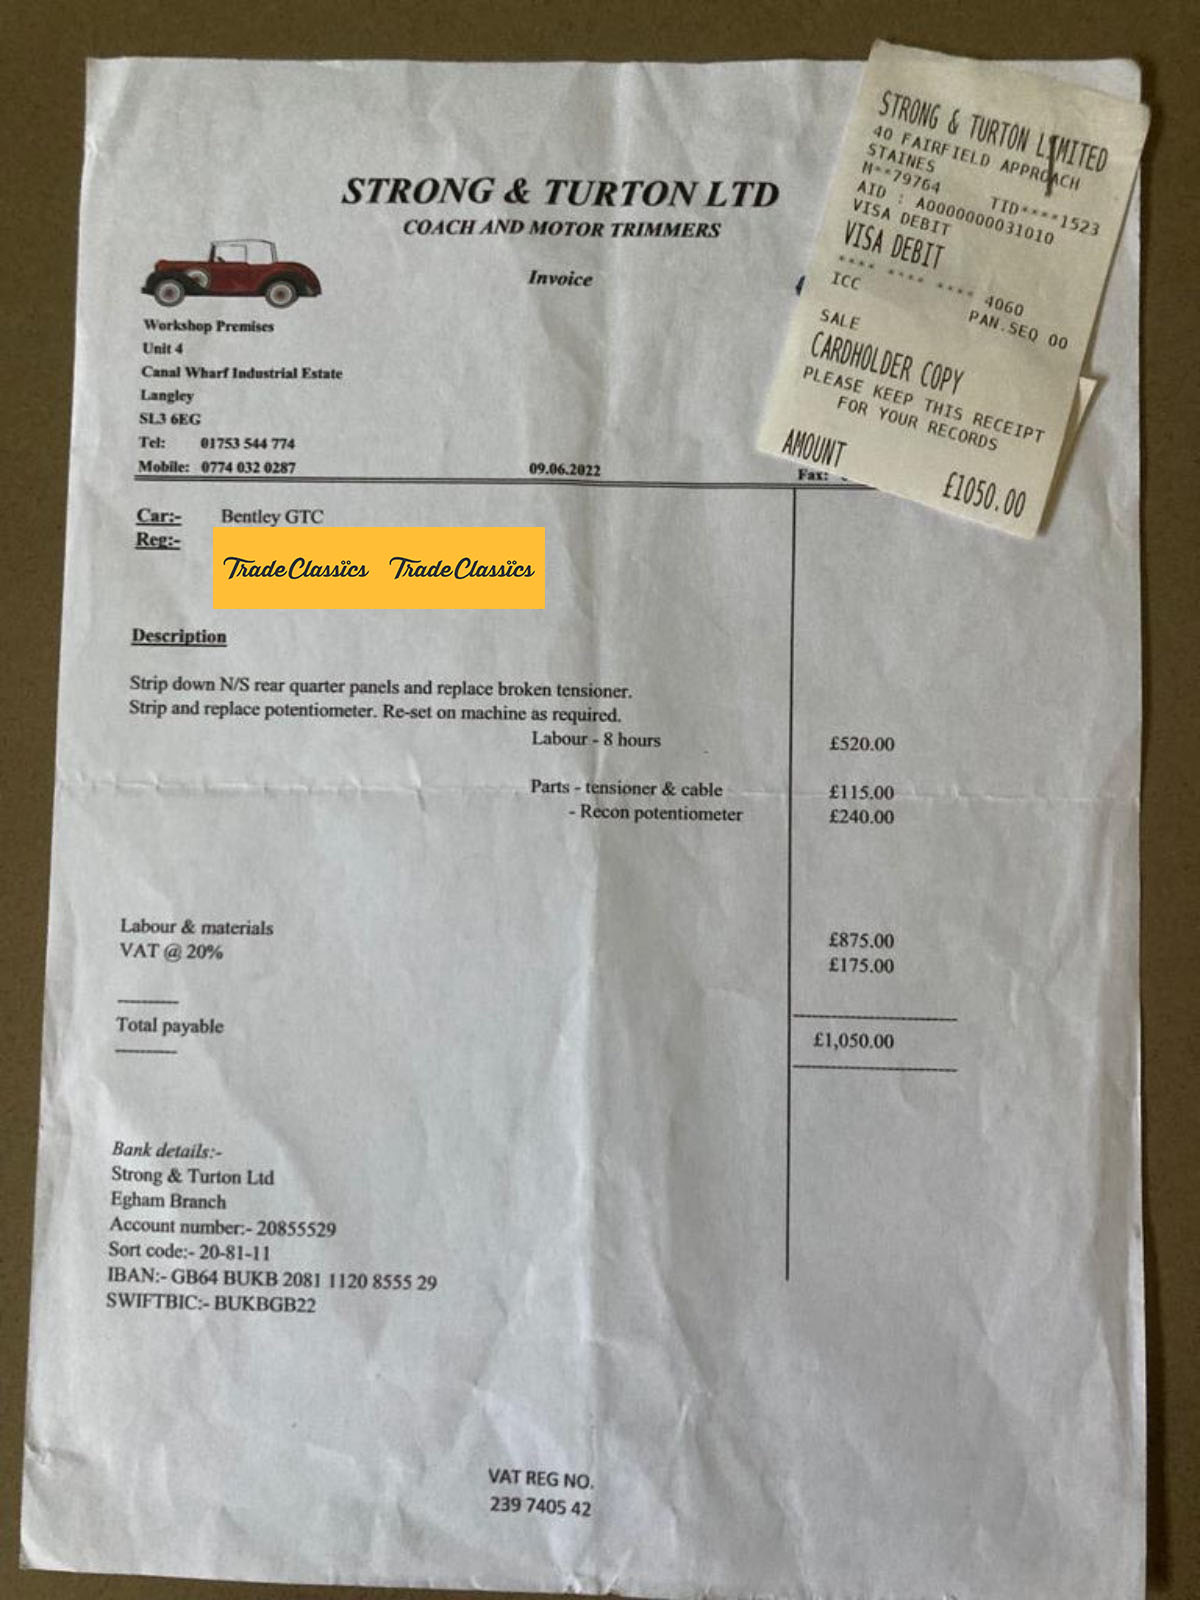 STRONG & TURTON LTD
COACH AND MOTOR TRIMMERS
Invoice
Workshop Premises
Unit 4
Canal Wharf Industrial Estate
Langley
SL3 6EG
Tel: 01753 544 774
Mobile: 0774 032 0287
09.06.2022
Fax:
STRONG & TURTON LIMITED
40 FAIRFIELD APPROACH
STAINES
M**79764 TID****1523
AID : A0000000031010
VISA DEBIT
VISA DEBIT
**** **** **** 4060
ICC PAN.SEQ 00
SALE
CARDHOLDER COPY
PLEASE KEEP THIS RECEIPT
FOR YOUR RECORDS
AMOUNT
£1050.00
Car:- Bentley GTC
Reg:-
Trade Classics Trade Classics
Description
Strip down N/S rear quarter panels and replace broken tensioner.
Strip and replace potentiometer. Re-set on machine as required.
Labour - 8 hours £520.00
Parts - tensioner & cable £115.00
- Recon potentiometer £240.00
Labour & materials £875.00
VAT @ 20% £175.00
Total payable £1,050.00
Bank details:-
Strong & Turton Ltd
Egham Branch
Account number:- 20855529
Sort code:- 20-81-11
IBAN:- GB64 BUKB 2081 1120 8555 29
SWIFTBIC:- BUKBGB22
VAT REG NO.
239 7405 42